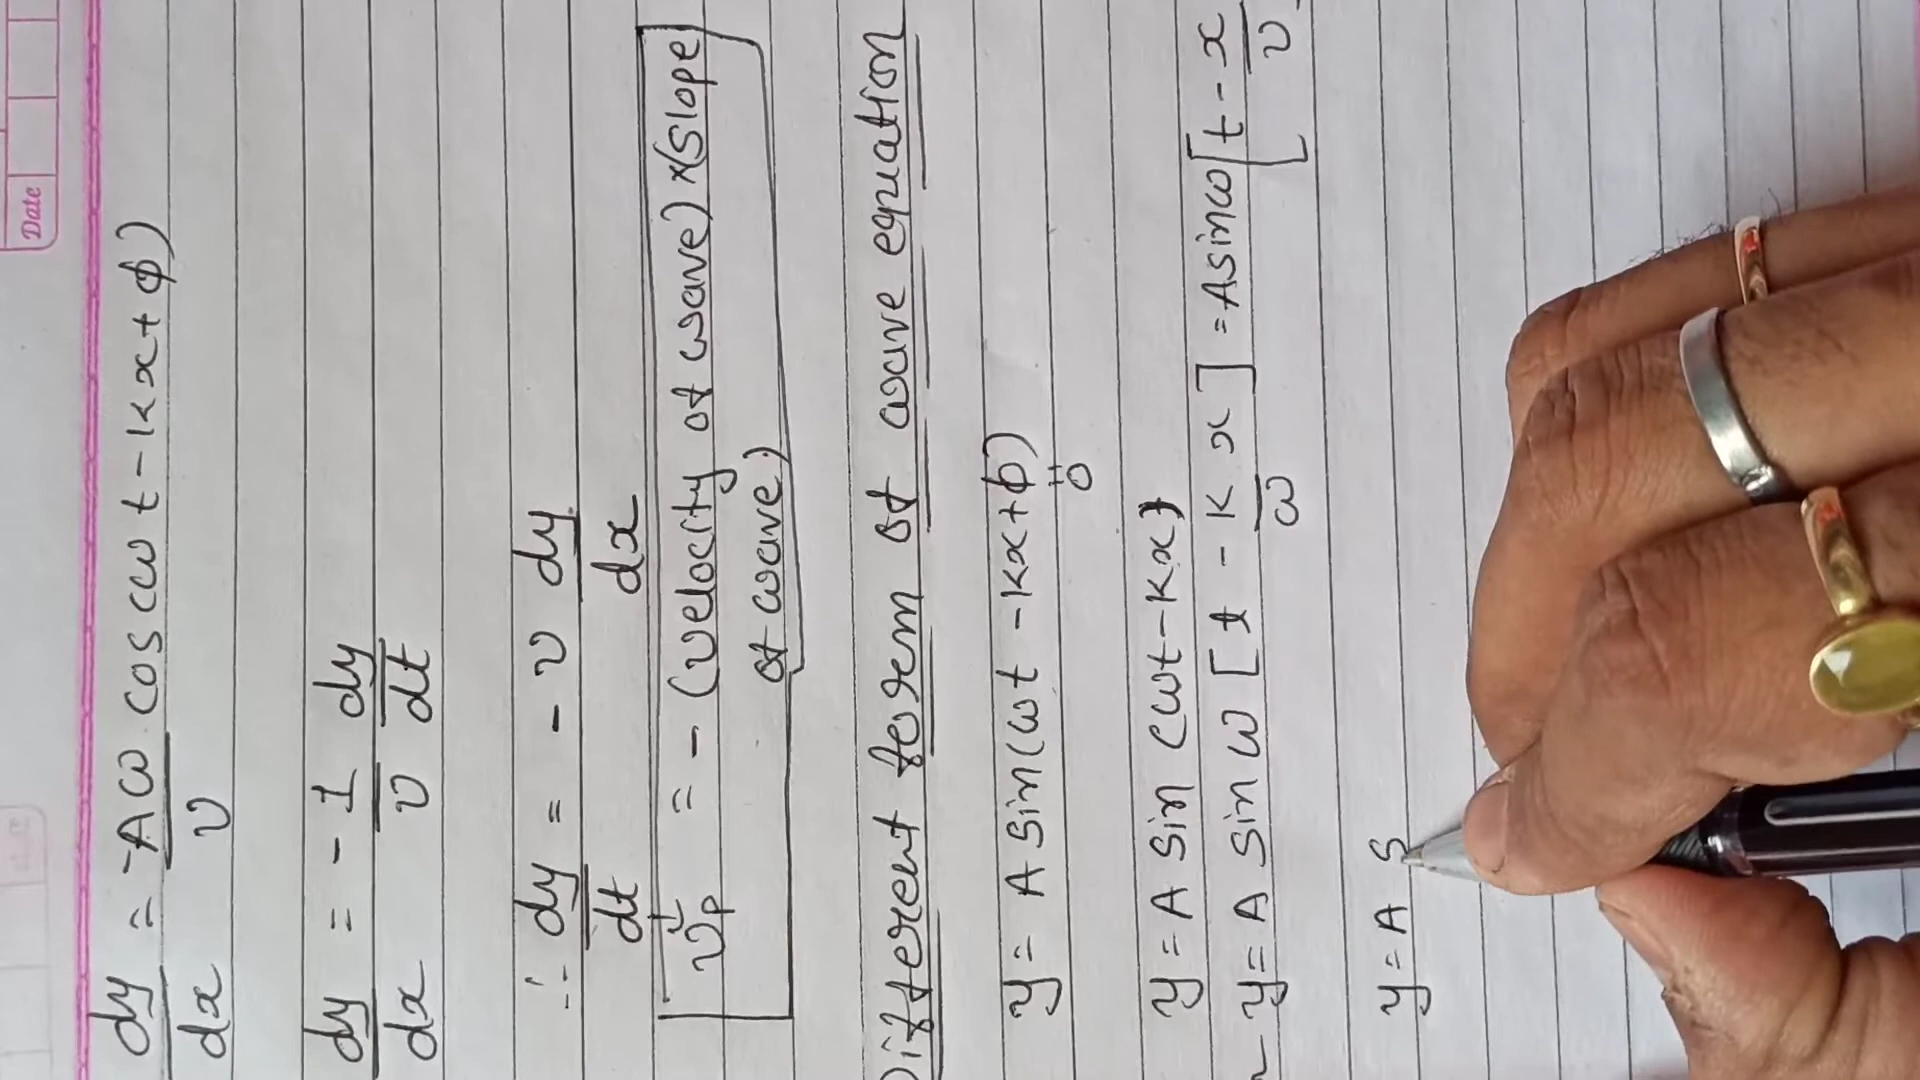 Date
dy/dx = -Aω/v cos(ωt - kx + φ)
dy/dx = - 1/v dy/dt
∴ dy/dt = - v dy/dx
vp = - (velocity of wave) × (slope
of wave)
Different form of wave equation
y = A sin(ωt - kx + φ)
"
0
y = A sin (ωt - kx)
y = A sin ω [t - K/ω x] = A sin ω [t - x/v
y = A s